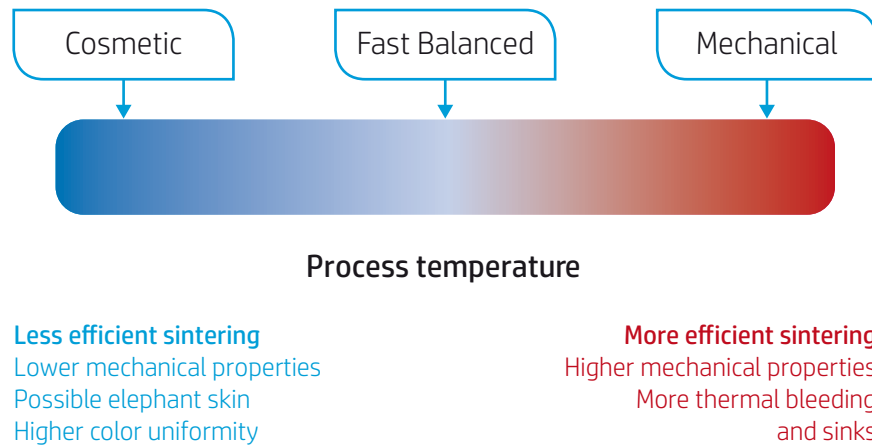 Cosmetic
Fast Balanced
Mechanical
Process temperature
Less efficient sintering
Lower mechanical properties
Possible elephant skin
Higher color uniformity
More efficient sintering
Higher mechanical properties
More thermal bleeding
and sinks